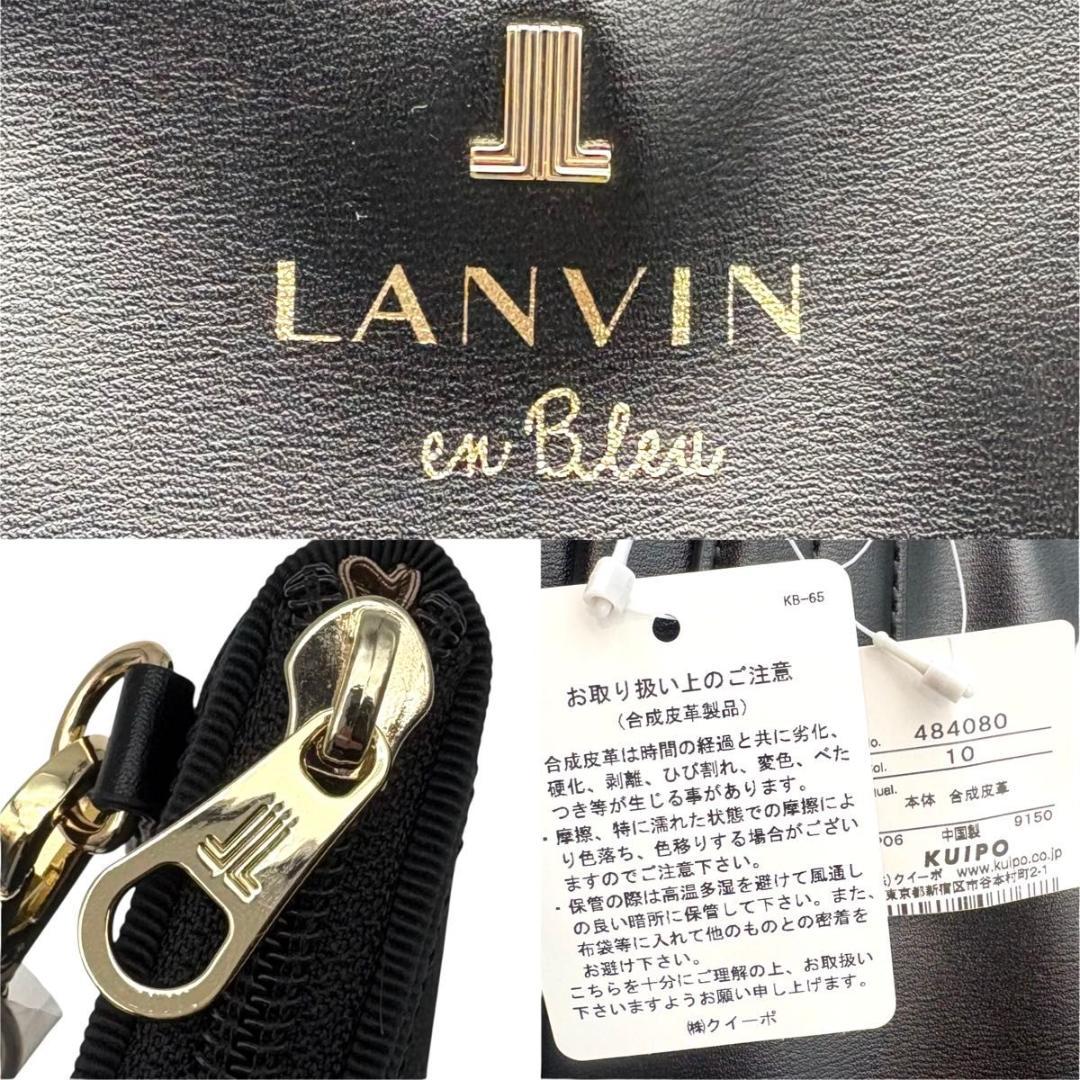 LANVIN
en Bleu
KB-65
お取り扱い上のご注意
(合成皮革製品)
合成皮革は時間の経過と共に劣化、
硬化、剥離、ひび割れ、変色、べた
つき等が生じる事があります。
・摩擦、特に濡れた状態での摩擦によ
り色落ち、色移りする場合がござい
ますのでご注意下さい。
・保管の際は高温多湿を避けて風通し
の良い暗所に保管して下さい。また、
布袋等に入れて他のものとの密着を
お避け下さい。
こちらを十分にご理解の上、お取扱い
下さいますようお願い申し上げます。
㈱クイーポ
No. 484080
Col. 10
Qual. 本体 合成皮革
P06 中国製 9150
KUIPO www.kuipo.co.jp
㈱クイーポ
東京都新宿区市谷本村町2-1